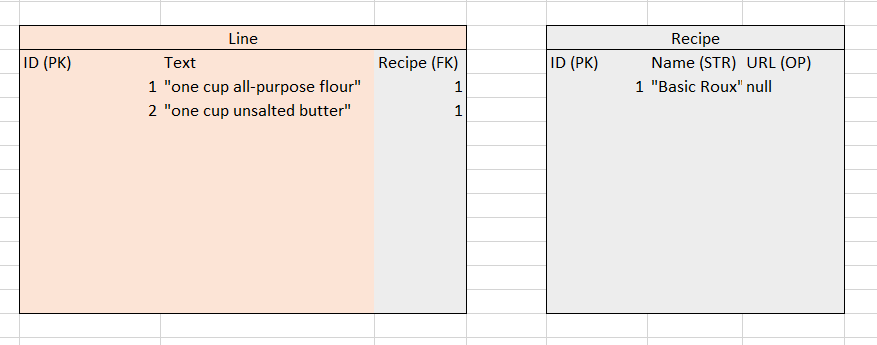 Line Recipe
ID (PK) Text Recipe (FK) ID (PK) Name (STR) URL (OP)
1 "one cup all-purpose flour" 1 1 "Basic Roux" null
2 "one cup unsalted butter" 1